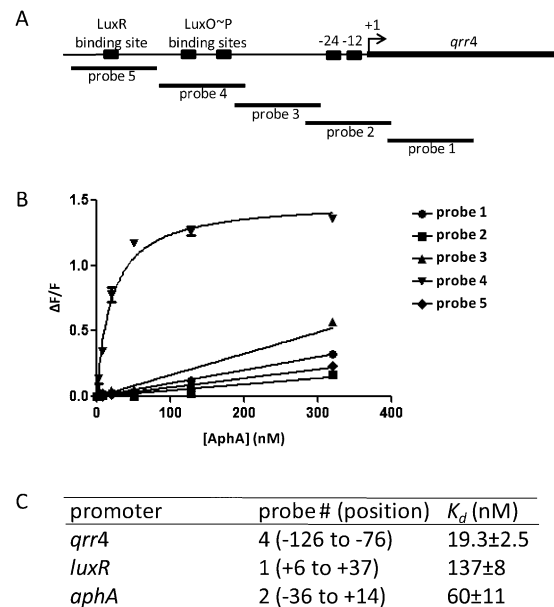 A
LuxR binding site
LuxO~P binding sites
-24
-12
+1
qrr4
probe 5
probe 4
probe 3
probe 2
probe 1
B
1.5
1.0
0.5
0.0
0
100
200
300
400
ΔF/F
[AphA] (nM)
probe 1
probe 2
probe 3
probe 4
probe 5
C
promoter probe # (position) Kd (nM)
qrr4 4 (-126 to -76) 19.3±2.5
luxR 1 (+6 to +37) 137±8
aphA 2 (-36 to +14) 60±11